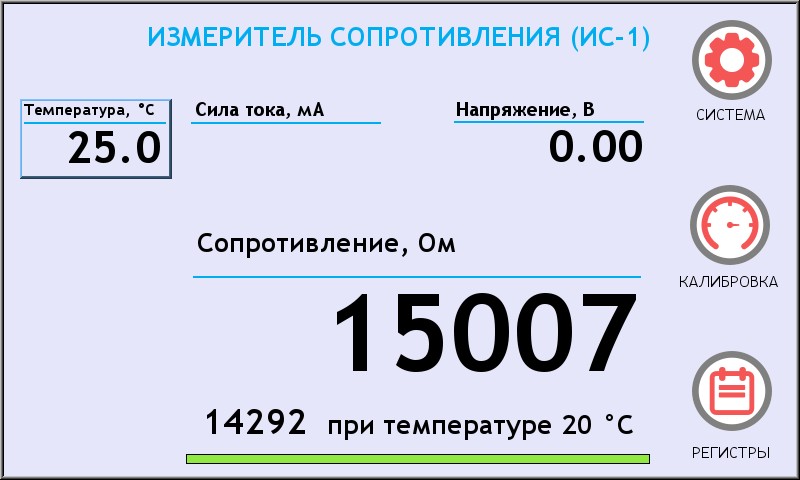 ИЗМЕРИТЕЛЬ СОПРОТИВЛЕНИЯ (ИС-1)
СИСТЕМА
Температура, °C
25.0
Сила тока, мА
Напряжение, В
0.00
Сопротивление, Ом
КАЛИБРОВКА
15007
14292 при температуре 20 °C
РЕГИСТРЫ